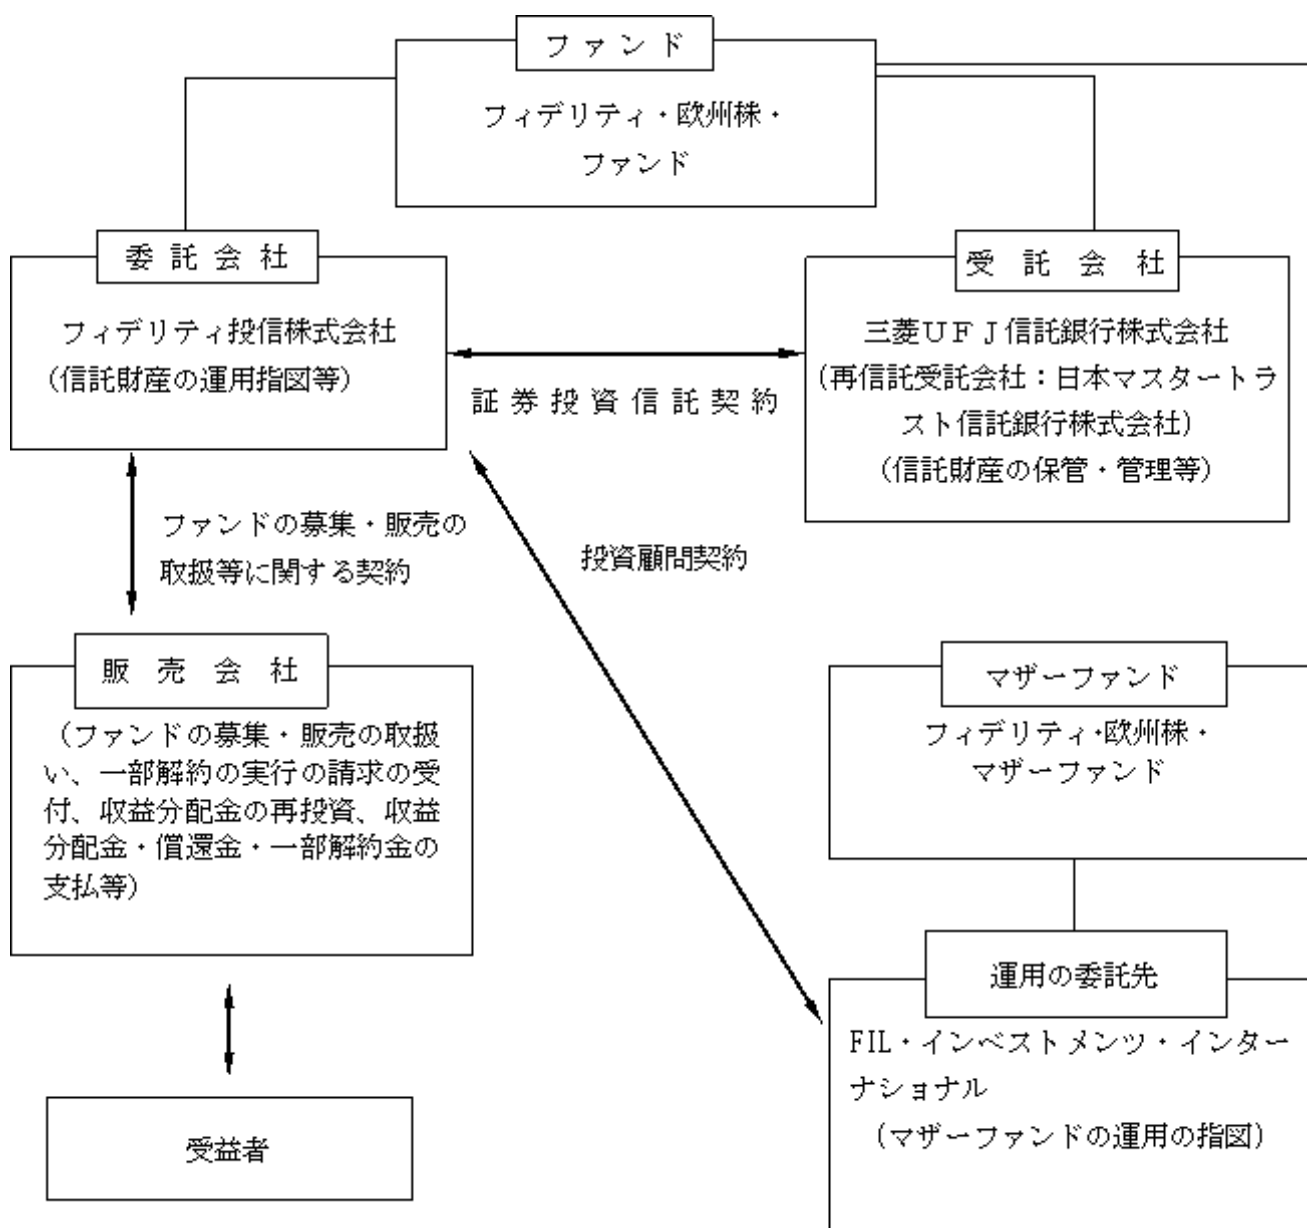 ファンド
フィデリティ・欧州株・
ファンド
委託会社
フィデリティ投信株式会社
(信託財産の運用指図等)
証券投資信託契約
受託会社
三菱UFJ信託銀行株式会社
(再信託受託会社：日本マスタートラ
スト信託銀行株式会社)
(信託財産の保管・管理等)
ファンドの募集・販売の
取扱等に関する契約
投資顧問契約
販売会社
(ファンドの募集・販売の取扱
い、一部解約の実行の請求の受
付、収益分配金の再投資、収益
分配金・償還金・一部解約金の
支払等)
マザーファンド
フィデリティ・欧州株・
マザーファンド
運用の委託先
FIL・インベストメンツ・インター
ナショナル
(マザーファンドの運用の指図)
受益者